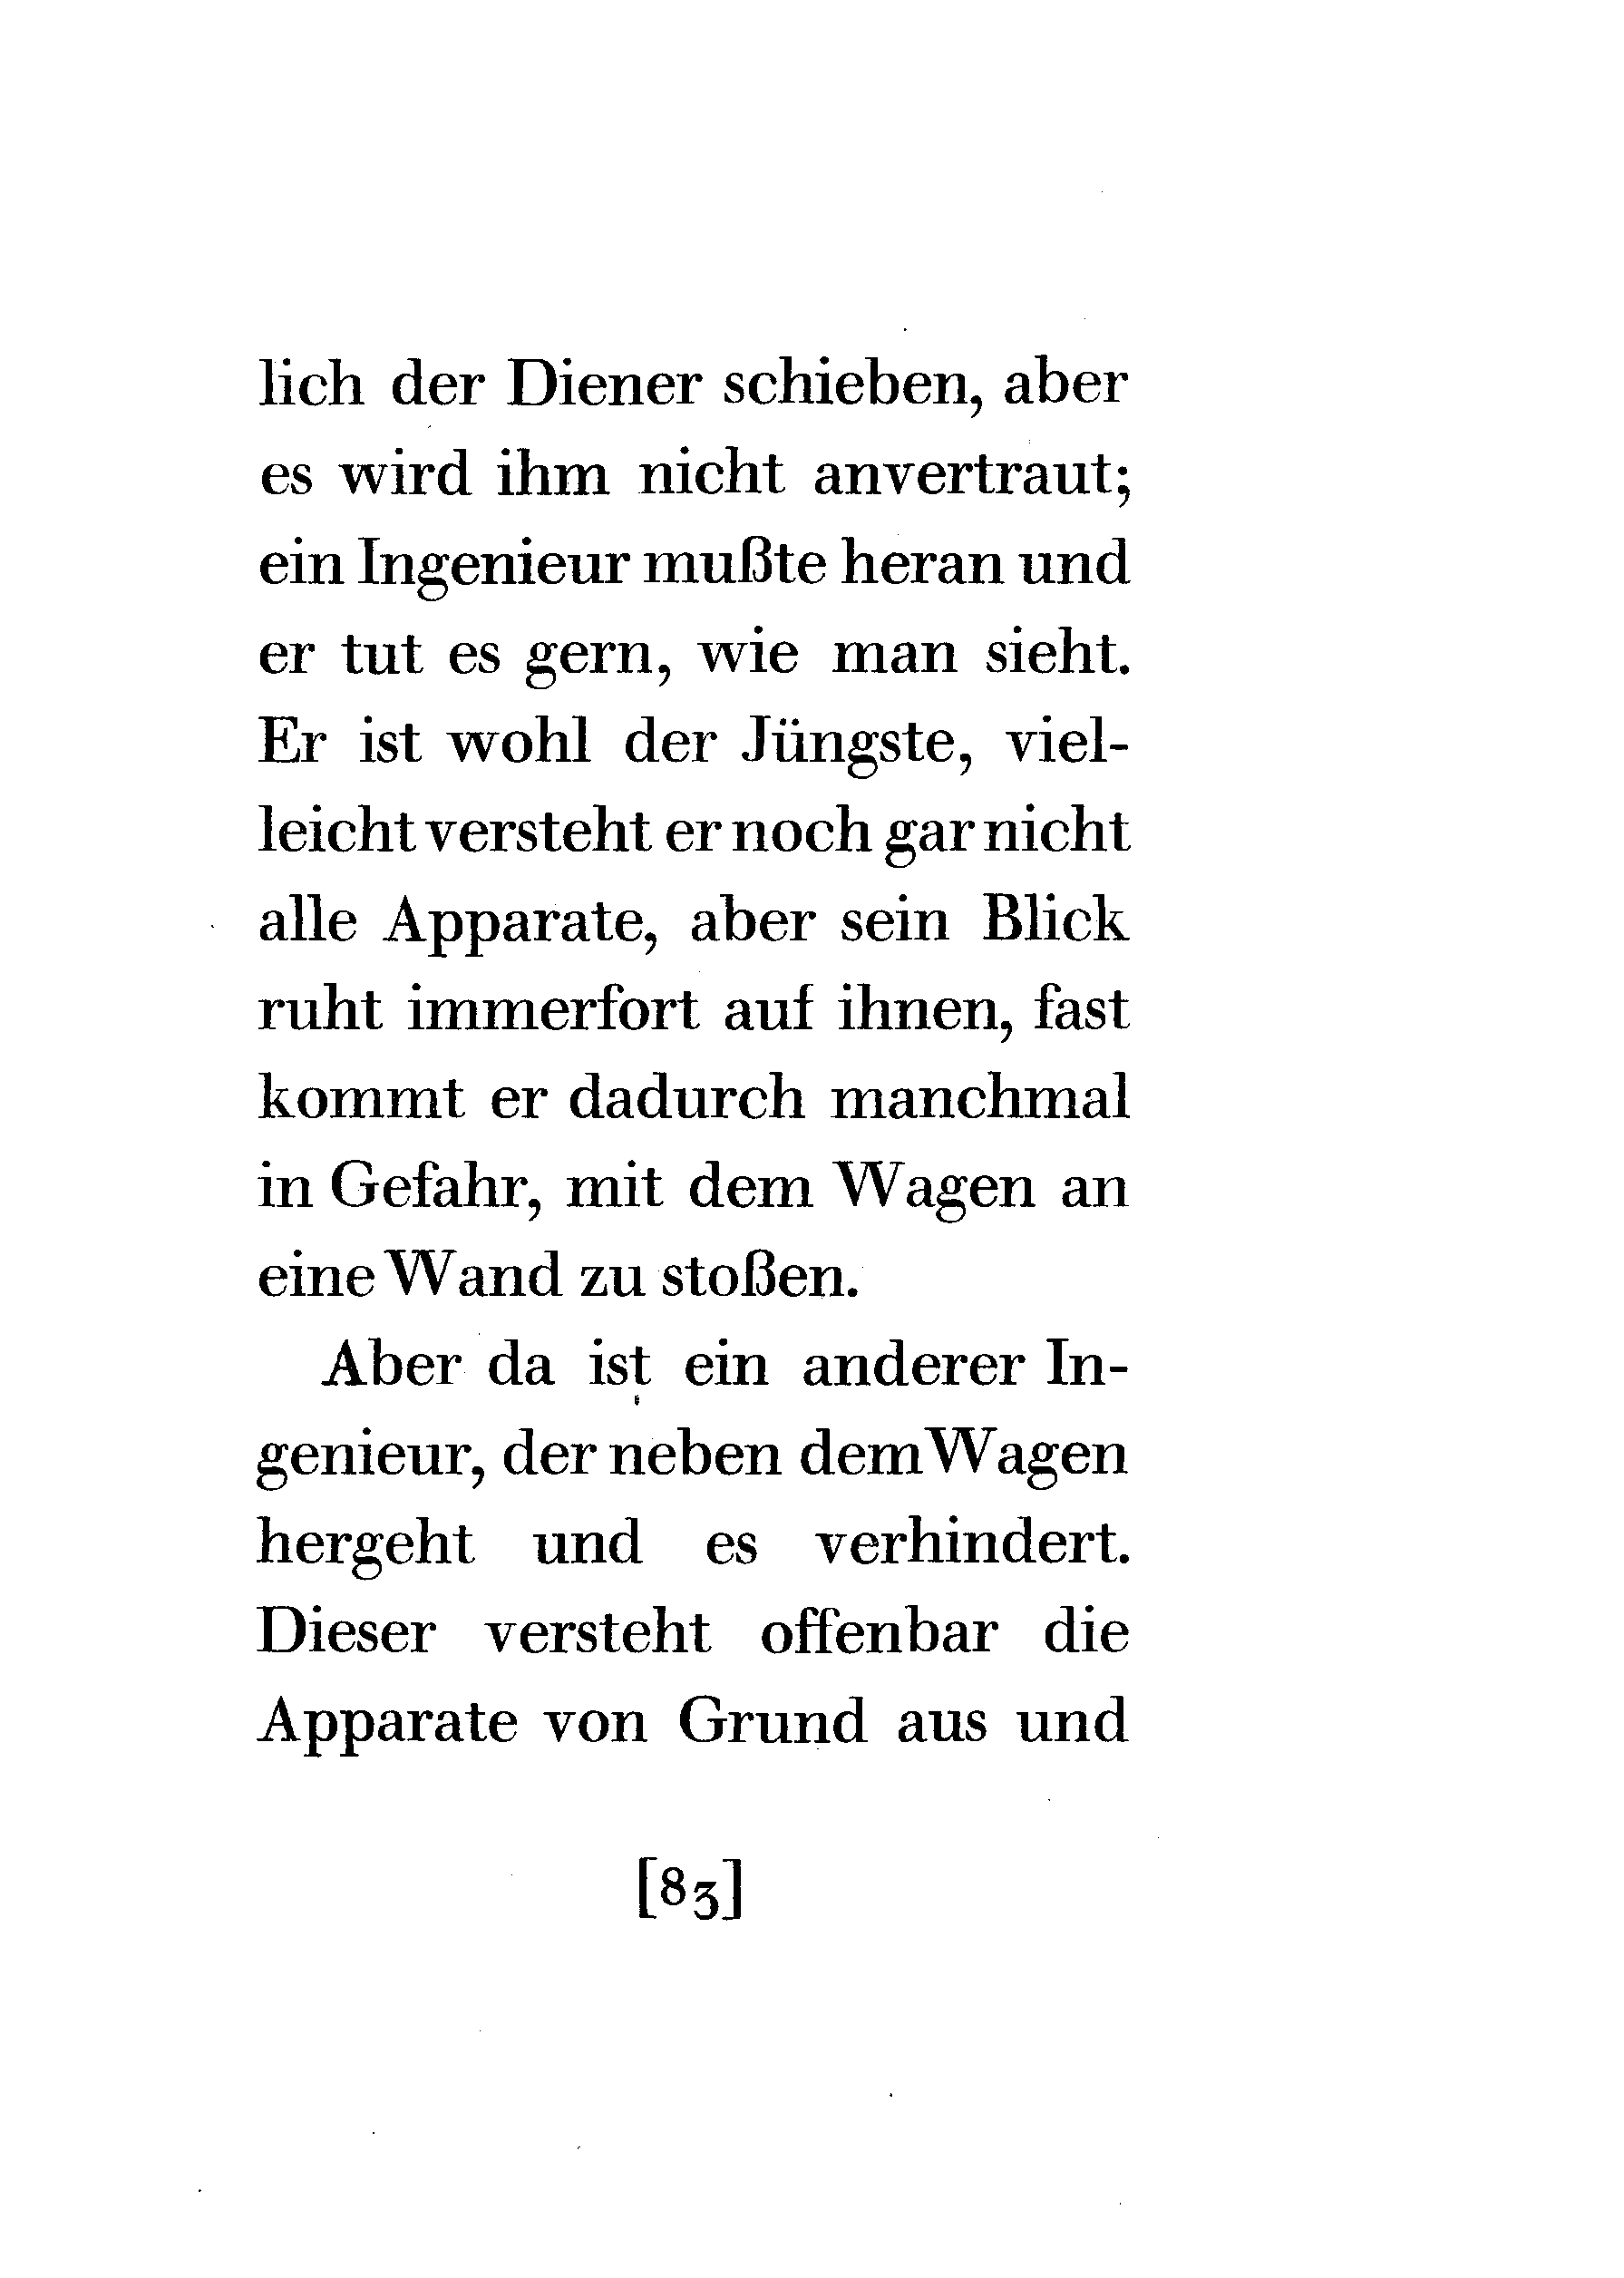 lich der Diener schieben, aber
es wird ihm nicht anvertraut;
ein Ingenieur mußte heran und
er tut es gern, wie man sieht.
Er ist wohl der Jüngste, viel-
leicht versteht er noch gar nicht
alle Apparate, aber sein Blick
ruht immerfort auf ihnen, fast
kommt er dadurch manchmal
in Gefahr, mit dem Wagen an
eine Wand zu stoßen.
Aber da ist ein anderer In-
genieur, der neben dem Wagen
hergeht und es verhindert.
Dieser versteht offenbar die
Apparate von Grund aus und
[83]